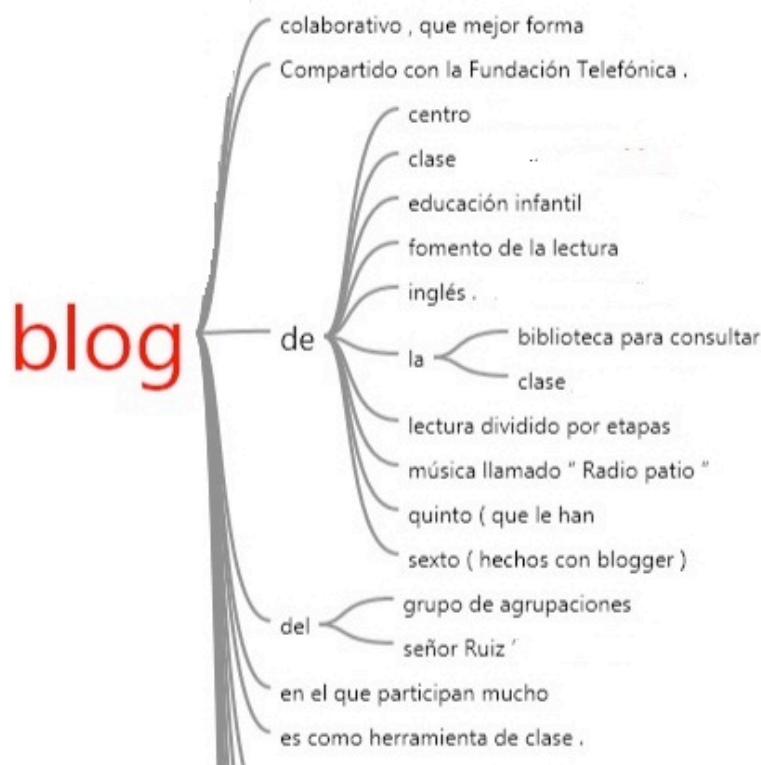 colaborativo , que mejor forma
Compartido con la Fundación Telefónica .
centro
clase
educación infantil
fomento de la lectura
inglés .
blog
de
la
biblioteca para consultar
clase
lectura dividido por etapas
música llamado " Radio patio "
quinto ( que le han
sexto ( hechos con blogger )
del
grupo de agrupaciones
señor Ruiz '
en el que participan mucho
es como herramienta de clase .